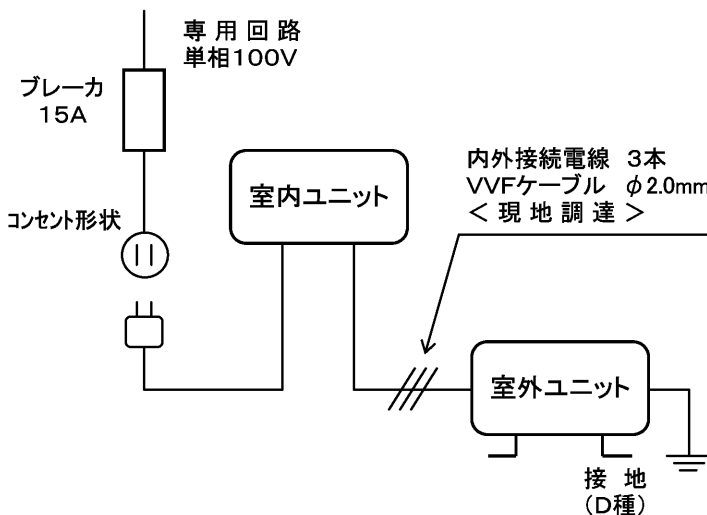 専用回路
単相100V
ブレーカ
15A
コンセント形状
室内ユニット
内外接続電線 3本
VVFケーブル φ2.0mm
<現地調達>
室外ユニット
接地
(D種)